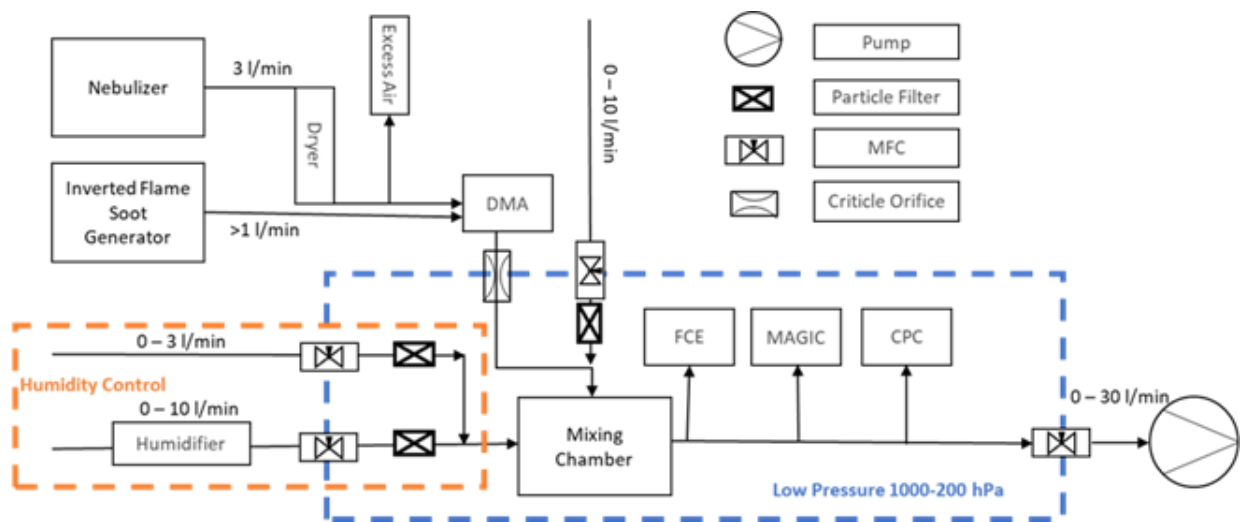 Nebulizer
3 l/min
Dryer
Excess Air
Inverted Flame
Soot
Generator
>1 l/min
DMA
0 – 10 l/min
Pump
Particle Filter
MFC
Criticle Orifice
0 – 3 l/min
Humidity Control
0 – 10 l/min
Humidifier
Mixing
Chamber
FCE
MAGIC
CPC
0 – 30 l/min
Low Pressure 1000-200 hPa